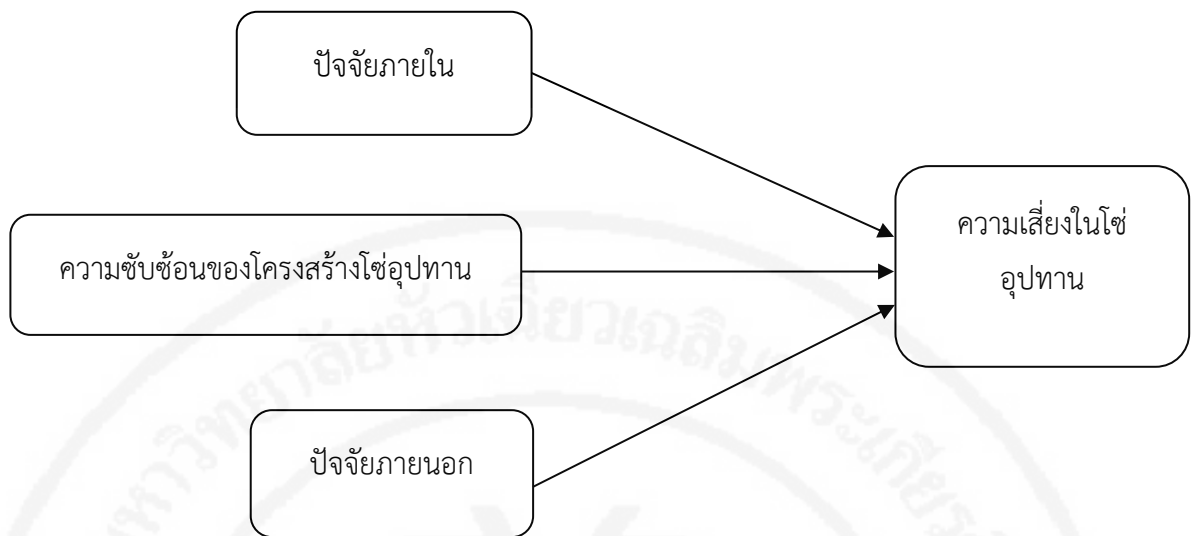 ปัจจัยภายใน
ความเสี่ยงในโซ่
อุปทาน
ความซับซ้อนของโครงสร้างโซ่อุปทาน
ปัจจัยภายนอก